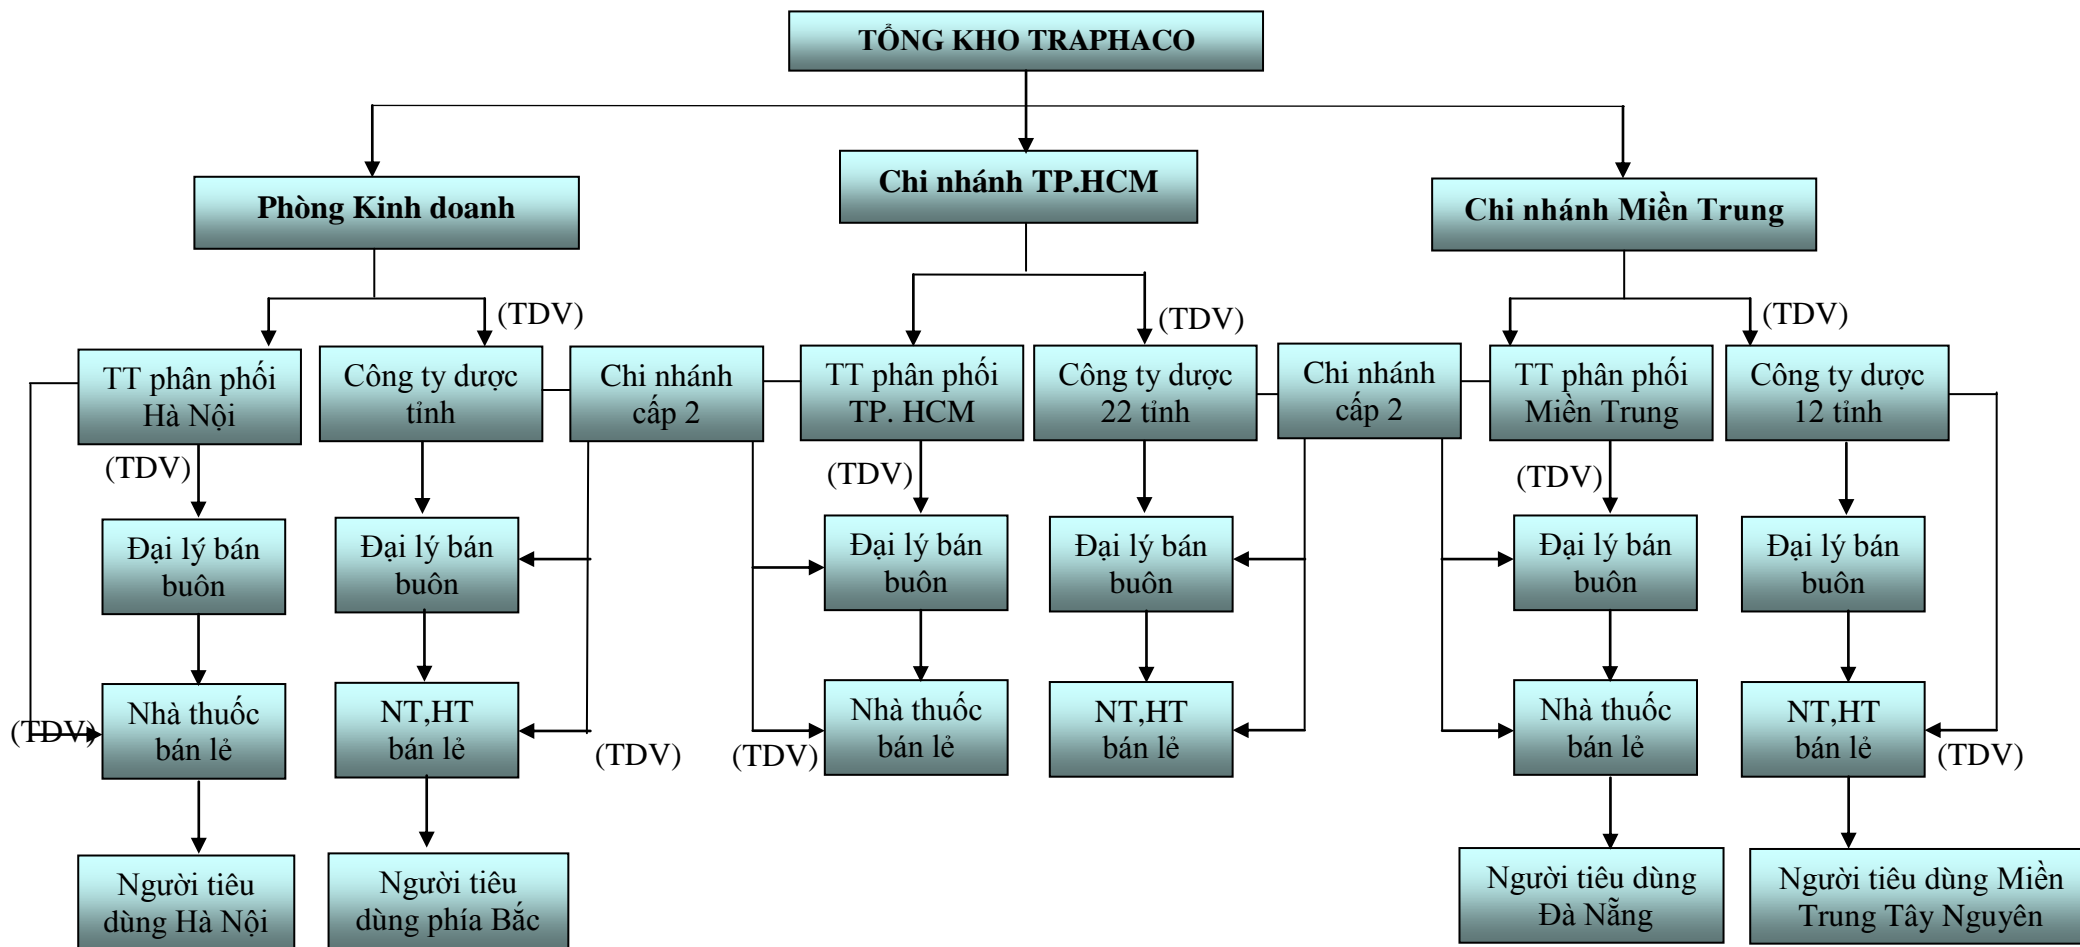 TỔNG KHO TRAPHACO
Phòng Kinh doanh
Chi nhánh TP.HCM
Chi nhánh Miền Trung
(TDV)
(TDV)
(TDV)
TT phân phối
Hà Nội
Công ty dược
tỉnh
Chi nhánh
cấp 2
TT phân phối
TP. HCM
Công ty dược
22 tỉnh
Chi nhánh
cấp 2
TT phân phối
Miền Trung
Công ty dược
12 tỉnh
(TDV)
(TDV)
(TDV)
Đại lý bán
buôn
Đại lý bán
buôn
Đại lý bán
buôn
Đại lý bán
buôn
Đại lý bán
buôn
Đại lý bán
buôn
(TDV)
Nhà thuốc
bán lẻ
NT,HT
bán lẻ
(TDV)
(TDV)
Nhà thuốc
bán lẻ
NT,HT
bán lẻ
Nhà thuốc
bán lẻ
NT,HT
bán lẻ
(TDV)
Người tiêu
dùng Hà Nội
Người tiêu
dùng phía Bắc
Người tiêu dùng
Đà Nẵng
Người tiêu dùng Miền
Trung Tây Nguyên